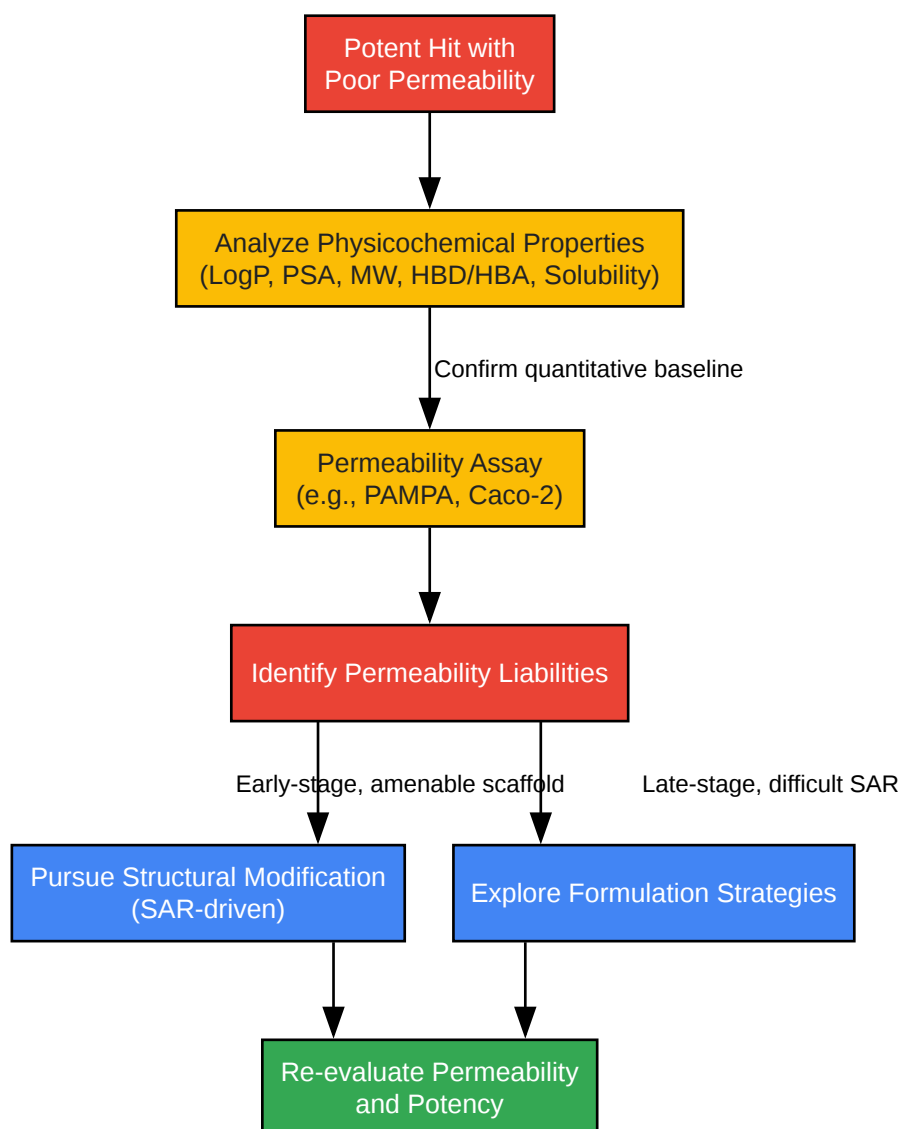 Potent Hit with
Poor Permeability
Analyze Physicochemical Properties
(LogP, PSA, MW, HBD/HBA, Solubility)
Confirm quantitative baseline
Permeability Assay
(e.g., PAMPA, Caco-2)
Identify Permeability Liabilities
Early-stage, amenable scaffold
Late-stage, difficult SAR
Pursue Structural Modification
(SAR-driven)
Explore Formulation Strategies
Re-evaluate Permeability
and Potency